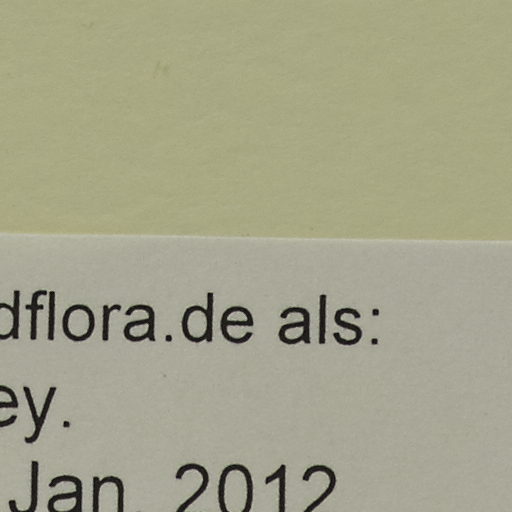 dflora.de als:
ey.
Jan. 2012